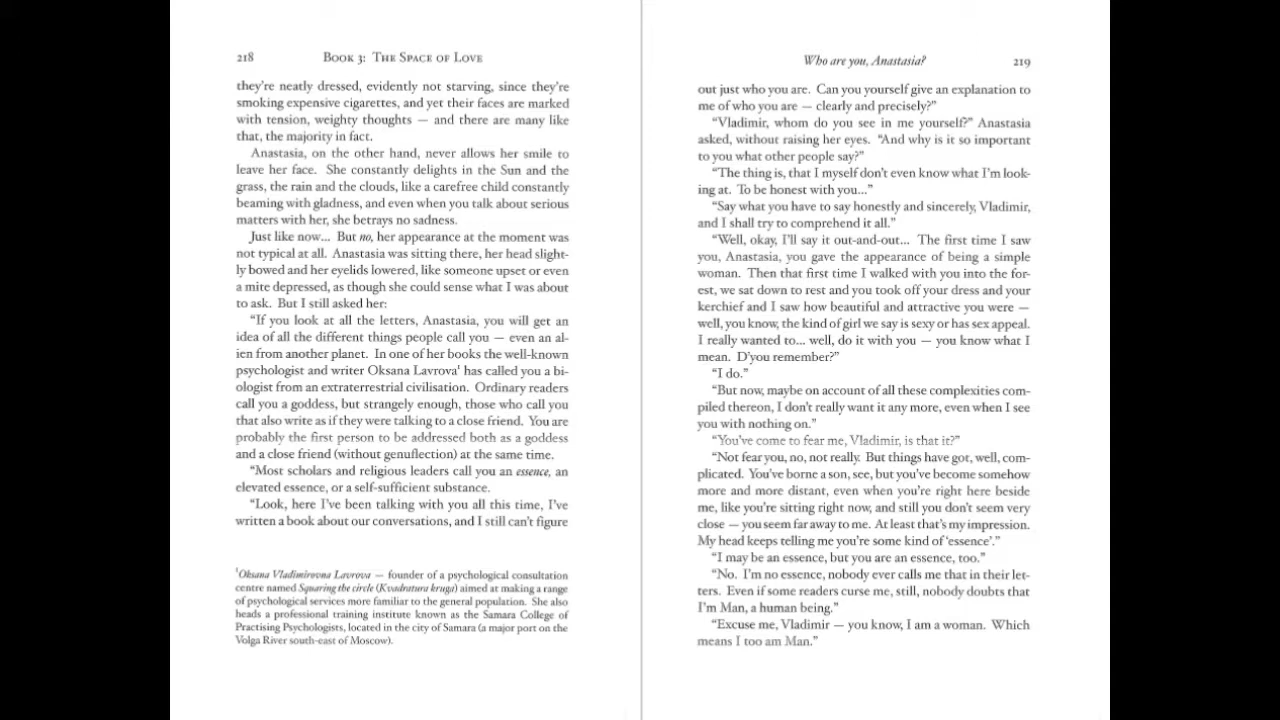 218 Book 3: The Space of Love
they're neatly dressed, evidently not starving, since they're
smoking expensive cigarettes, and yet their faces are marked
with tension, weighty thoughts — and there are many like
that, the majority in fact.
Anastasia, on the other hand, never allows her smile to
leave her face. She constantly delights in the Sun and the
grass, the rain and the clouds, like a carefree child constantly
beaming with gladness, and even when you talk about serious
matters with her, she betrays no sadness.
Just like now... But no, her appearance at the moment was
not typical at all. Anastasia was sitting there, her head slight-
ly bowed and her eyelids lowered, like someone upset or even
a mite depressed, as though she could sense what I was about
to ask. But I still asked her:
"If you look at all the letters, Anastasia, you will get an
idea of all the different things people call you — even an al-
ien from another planet. In one of her books the well-known
psychologist and writer Oksana Lavrova¹ has called you a bi-
ologist from an extraterrestrial civilisation. Ordinary readers
call you a goddess, but strangely enough, those who call you
that also write as if they were talking to a close friend. You are
probably the first person to be addressed both as a goddess
and a close friend (without genuflection) at the same time.
"Most scholars and religious leaders call you an essence, an
elevated essence, or a self-sufficient substance.
"Look, here I've been talking with you all this time, I've
written a book about our conversations, and I still can't figure
¹Oksana Vladimirovna Lavrova — founder of a psychological consultation
centre named Squaring the circle (Kvadratura kruga) aimed at making a range
of psychological services more familiar to the general population. She also
heads a professional training institute known as the Samara College of
Practising Psychologists, located in the city of Samara (a major port on the
Volga River south-east of Moscow).
Who are you, Anastasia? 219
out just who you are. Can you yourself give an explanation to
me of who you are — clearly and precisely?"
"Vladimir, whom do you see in me yourself?" Anastasia
asked, without raising her eyes. "And why is it so important
to you what other people say?"
"The thing is, that I myself don't even know what I'm look-
ing at. To be honest with you..."
"Say what you have to say honestly and sincerely, Vladimir,
and I shall try to comprehend it all."
"Well, okay, I'll say it out-and-out... The first time I saw
you, Anastasia, you gave the appearance of being a simple
woman. Then that first time I walked with you into the for-
est, we sat down to rest and you took off your dress and your
kerchief and I saw how beautiful and attractive you were —
well, you know, the kind of girl we say is sexy or has sex appeal.
I really wanted to... well, do it with you — you know what I
mean. D'you remember?"
"I do."
"But now, maybe on account of all these complexities com-
piled thereon, I don't really want it any more, even when I see
you with nothing on."
"You've come to fear me, Vladimir, is that it?"
"Not fear you, no, not really. But things have got, well, com-
plicated. You've borne a son, see, but you've become somehow
more and more distant, even when you're right here beside
me, like you're sitting right now, and still you don't seem very
close — you seem far away to me. At least that's my impression.
My head keeps telling me you're some kind of 'essence'."
"I may be an essence, but you are an essence, too."
"No. I'm no essence, nobody ever calls me that in their let-
ters. Even if some readers curse me, still, nobody doubts that
I'm Man, a human being."
"Excuse me, Vladimir — you know, I am a woman. Which
means I too am Man."